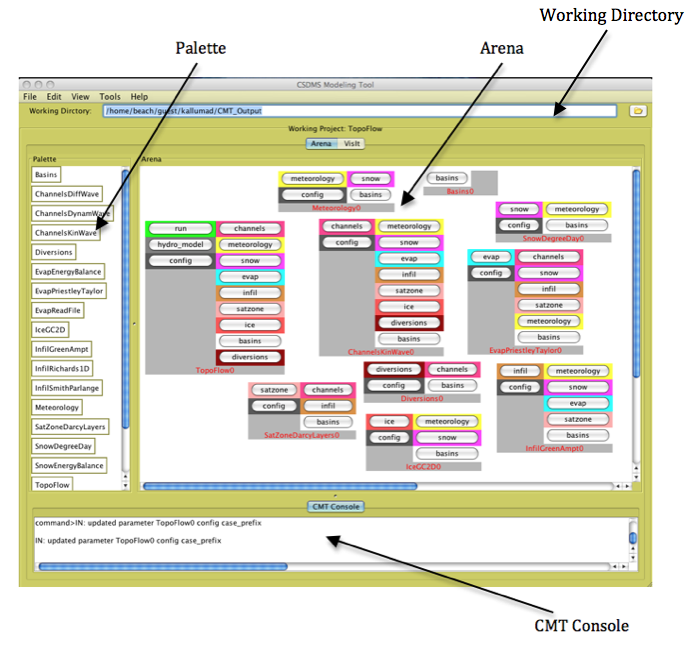 Working Directory
Palette
Arena
CSDMS Modeling Tool
File Edit View Tools Help
Working Dirctory: /home/beach/guest/kallumad/CMT_Output
Working Project: TopoFlow
Arena VisIt
Palette
Basins
ChannelsDiffWave
ChannelsDynamWave
ChannelsKinWave
Diversions
EvapEnergyBalance
EvapPriestleyTaylor
EvapReadFile
IceGC2D
InfilGreenAmpt
InfilRichards1D
InfilSmithParlange
Meteorology
SatZoneDarcyLayers
SnowDegreeDay
SnowEnergyBalance
TopoFlow
Arena
meteorology snow
config basins
Meteorology0
basins
Basins0
snow meteorology
config basins
SnowDegreeDay0
run channels
hydro_model meteorology
config snow
evap
infil
satzone
ice
basins
diversions
TopoFlow0
channels meteorology
config snow
evap
infil
satzone
ice
diversions
basins
ChannelsKinWave0
evap channels
config snow
infil
satzone
meteorology
basins
EvapPriestleyTaylor0
diversions channels
config basins
Diversions0
infil meteorology
config snow
evap
satzone
basins
InfilGreenAmpt0
satzone channels
config infil
basins
SatZoneDarcyLayers0
ice meteorology
config snow
basins
IceGC2D0
CMT Console
command>IN: updated parameter TopoFlow0 config case_prefix
IN: updated parameter TopoFlow0 config case_prefix
CMT Console